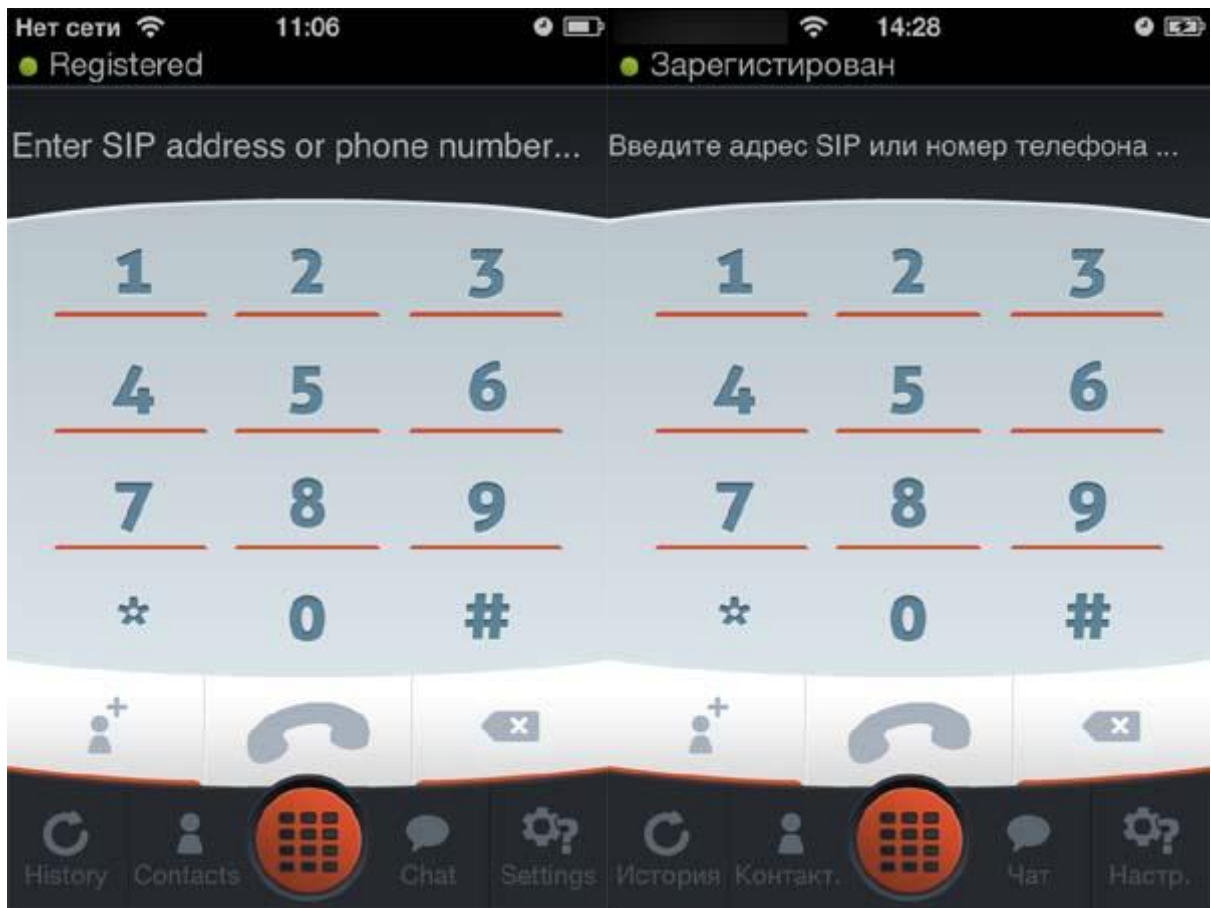 Нет сети 11:06
Registered
Enter SIP address or phone number...
1 2 3
4 5 6
7 8 9
* 0 #
History Contacts Chat Settings
14:28
Зарегистирован
Введите адрес SIP или номер телефона ...
1 2 3
4 5 6
7 8 9
* 0 #
История Контакт. Чат Настр.